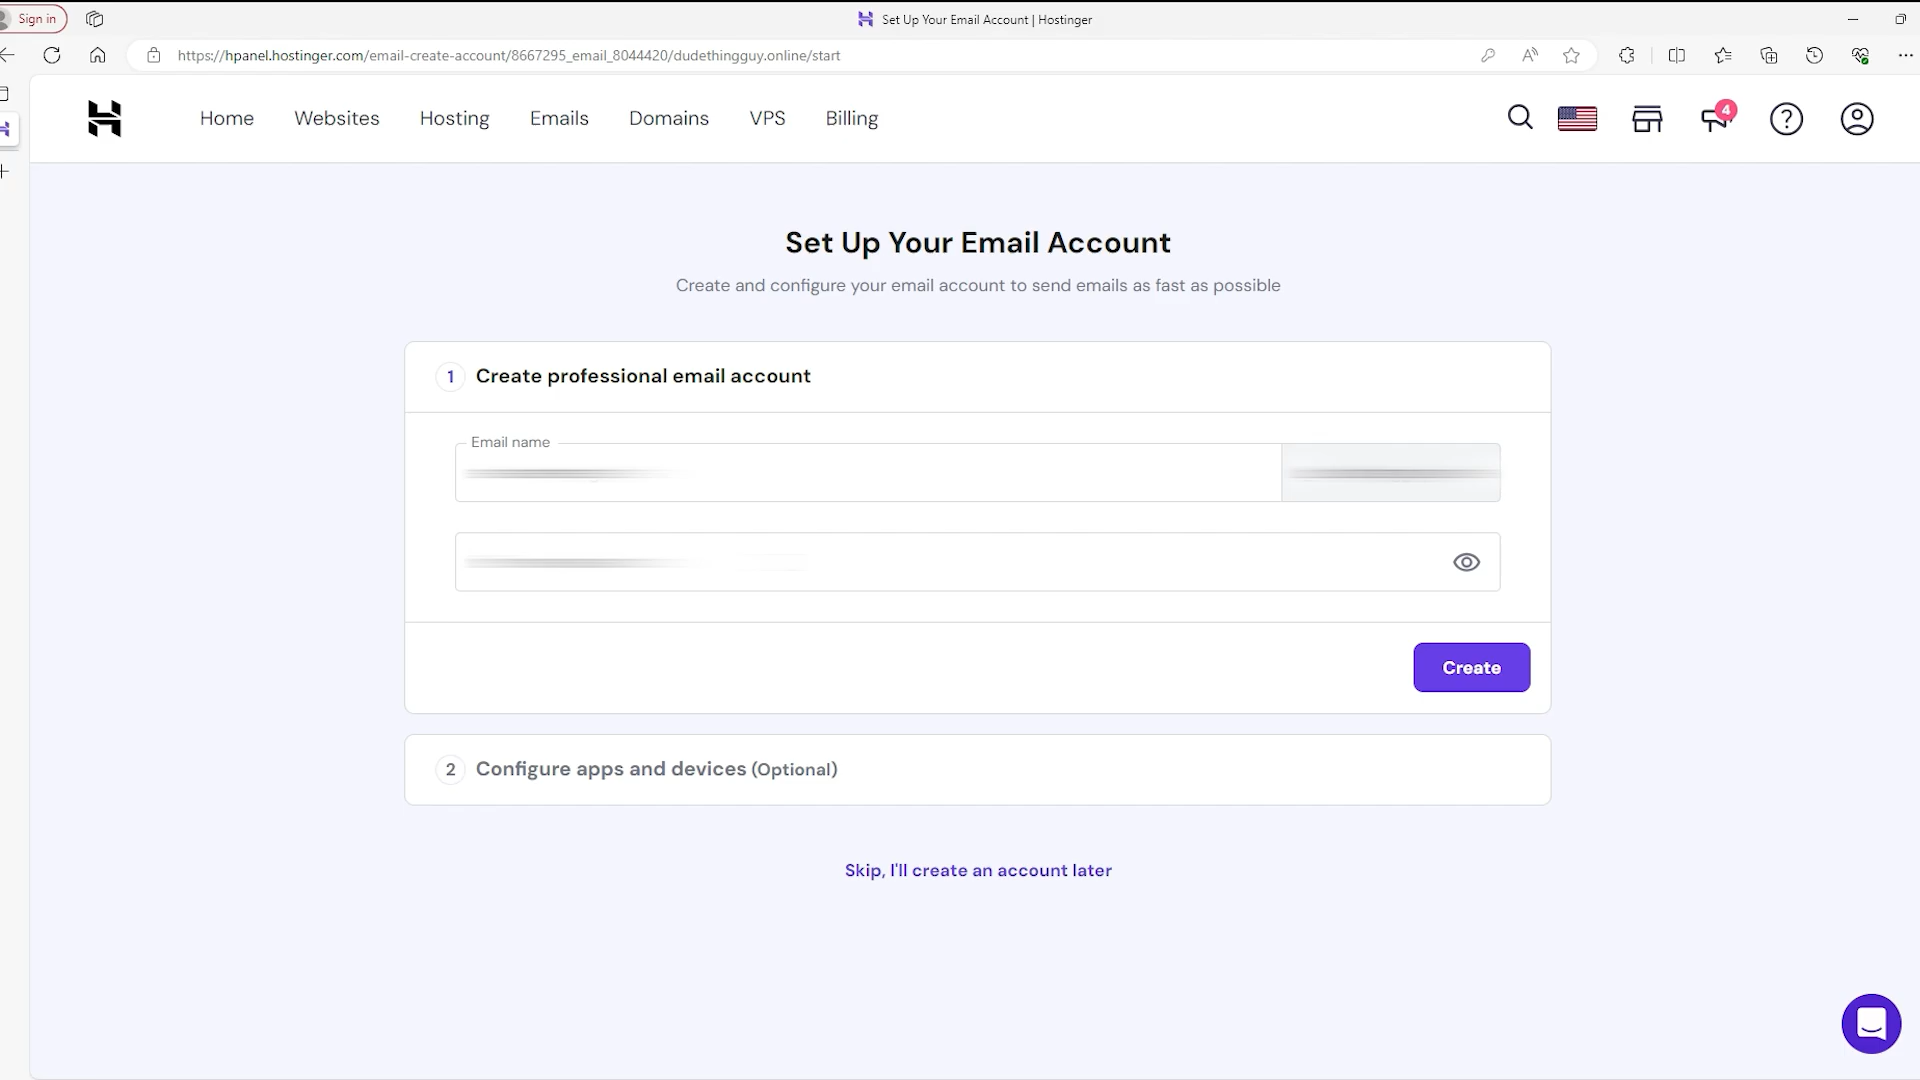 Sign in
Set Up Your Email Account | Hostinger
https://hpanel.hostinger.com/email-create-account/8667295_email_8044420/dudethingguy.online/start
Home Websites Hosting Emails Domains VPS Billing
4
Set Up Your Email Account
Create and configure your email account to send emails as fast as possible
1 Create professional email account
Email name
Create
2 Configure apps and devices (Optional)
Skip, I'll create an account later